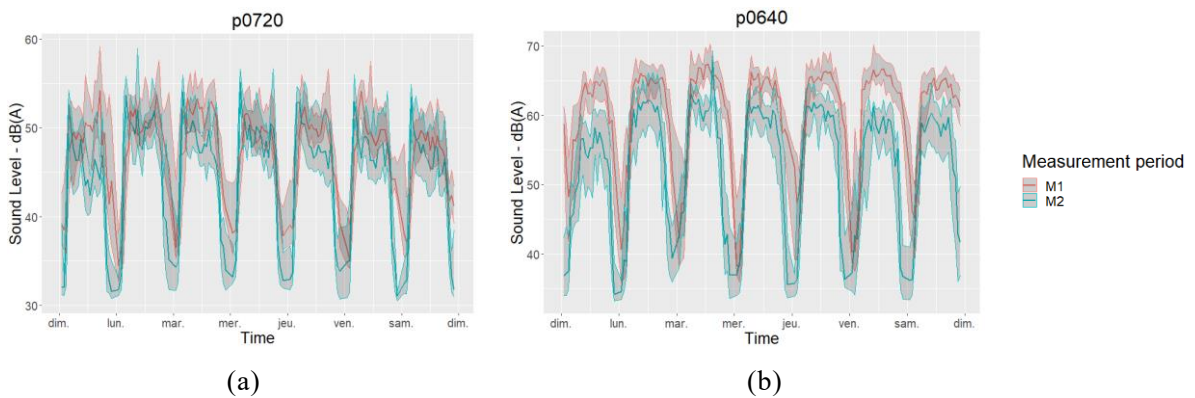 p0720
Sound Level - dB(A)
60
50
40
30
dim. lun. mar. mer. jeu. ven. sam. dim.
Time
(a)
p0640
Sound Level - dB(A)
70
60
50
40
dim. lun. mar. mer. jeu. ven. sam. dim.
Time
(b)
Measurement period
M1
M2